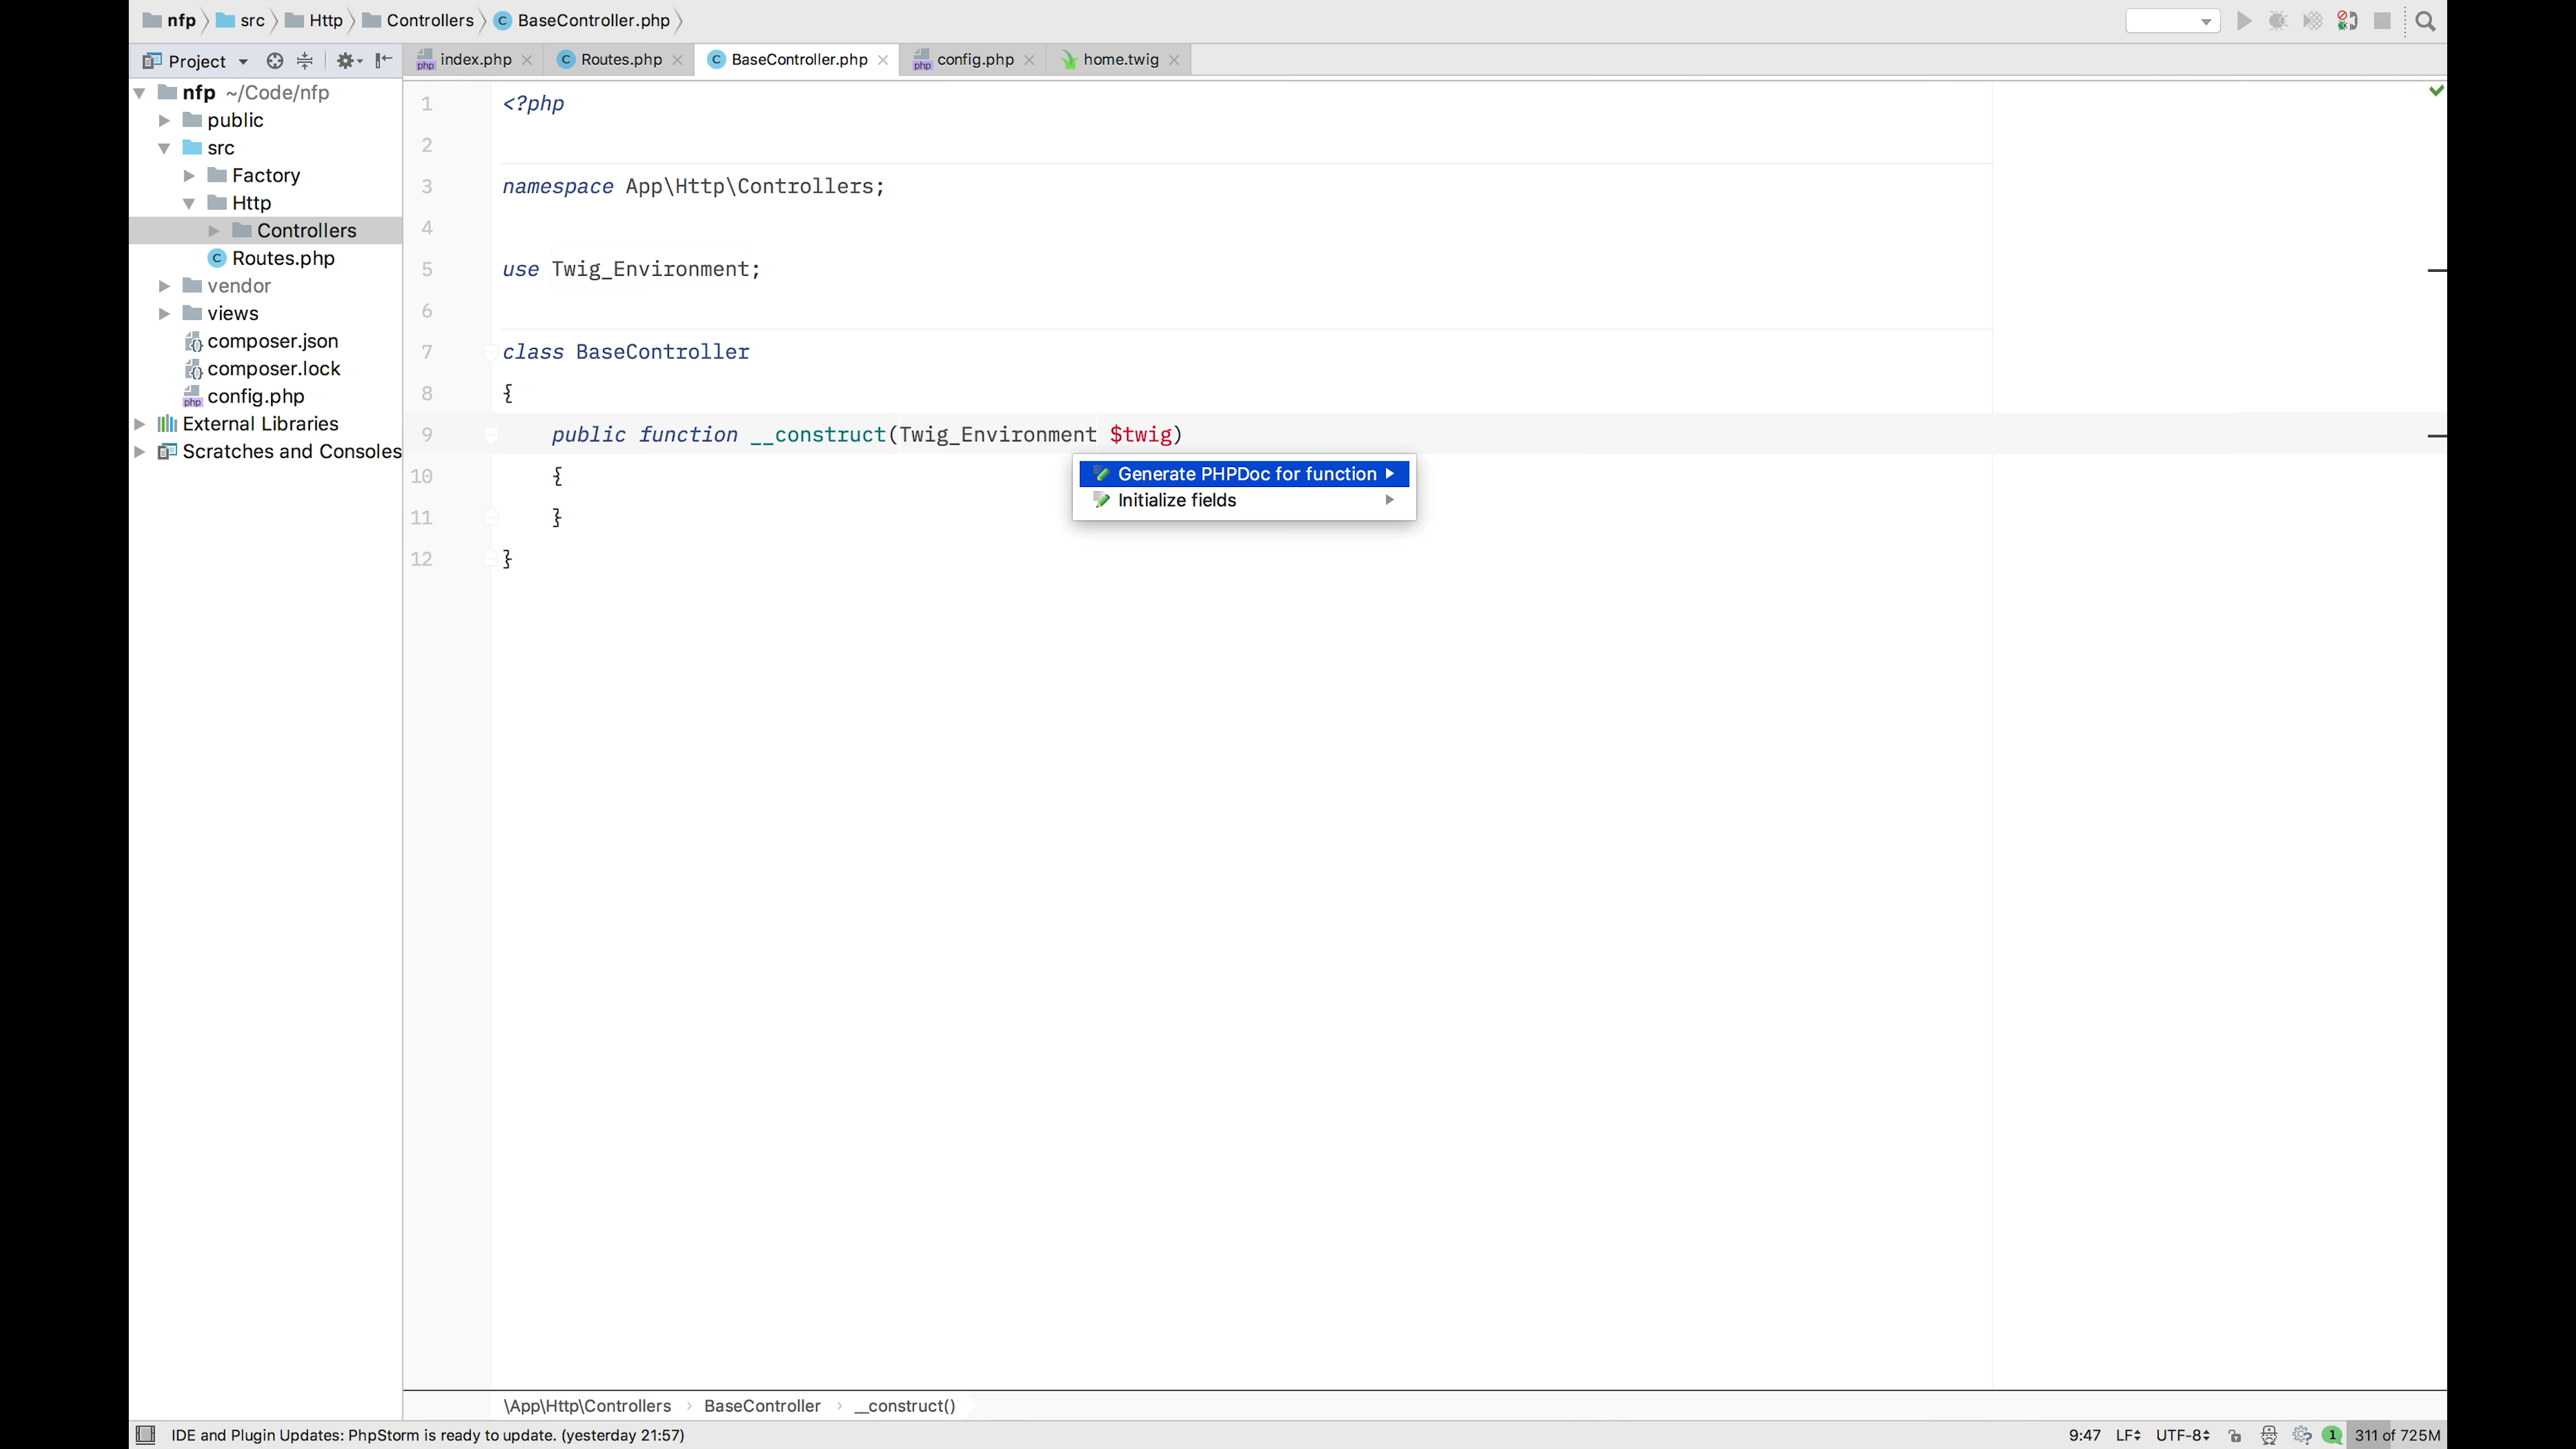 nfp src Http Controllers C BaseController.php
Project
php index.php C Routes.php C BaseController.php php config.php home.twig
nfp ~/Code/nfp
public
src
Factory
Http
Controllers
C Routes.php
vendor
views
composer.json
composer.lock
php config.php
External Libraries
Scratches and Consoles
1 <?php
2
3 namespace App\Http\Controllers;
4
5 use Twig_Environment;
6
7 class BaseController
8 {
9 public function __construct(Twig_Environment $twig)
Generate PHPDoc for function
Initialize fields
10 {
11 }
12 }
\App\Http\Controllers › BaseController › __construct()
IDE and Plugin Updates: PhpStorm is ready to update. (yesterday 21:57) 9:47 LF UTF-8 1 311 of 725M